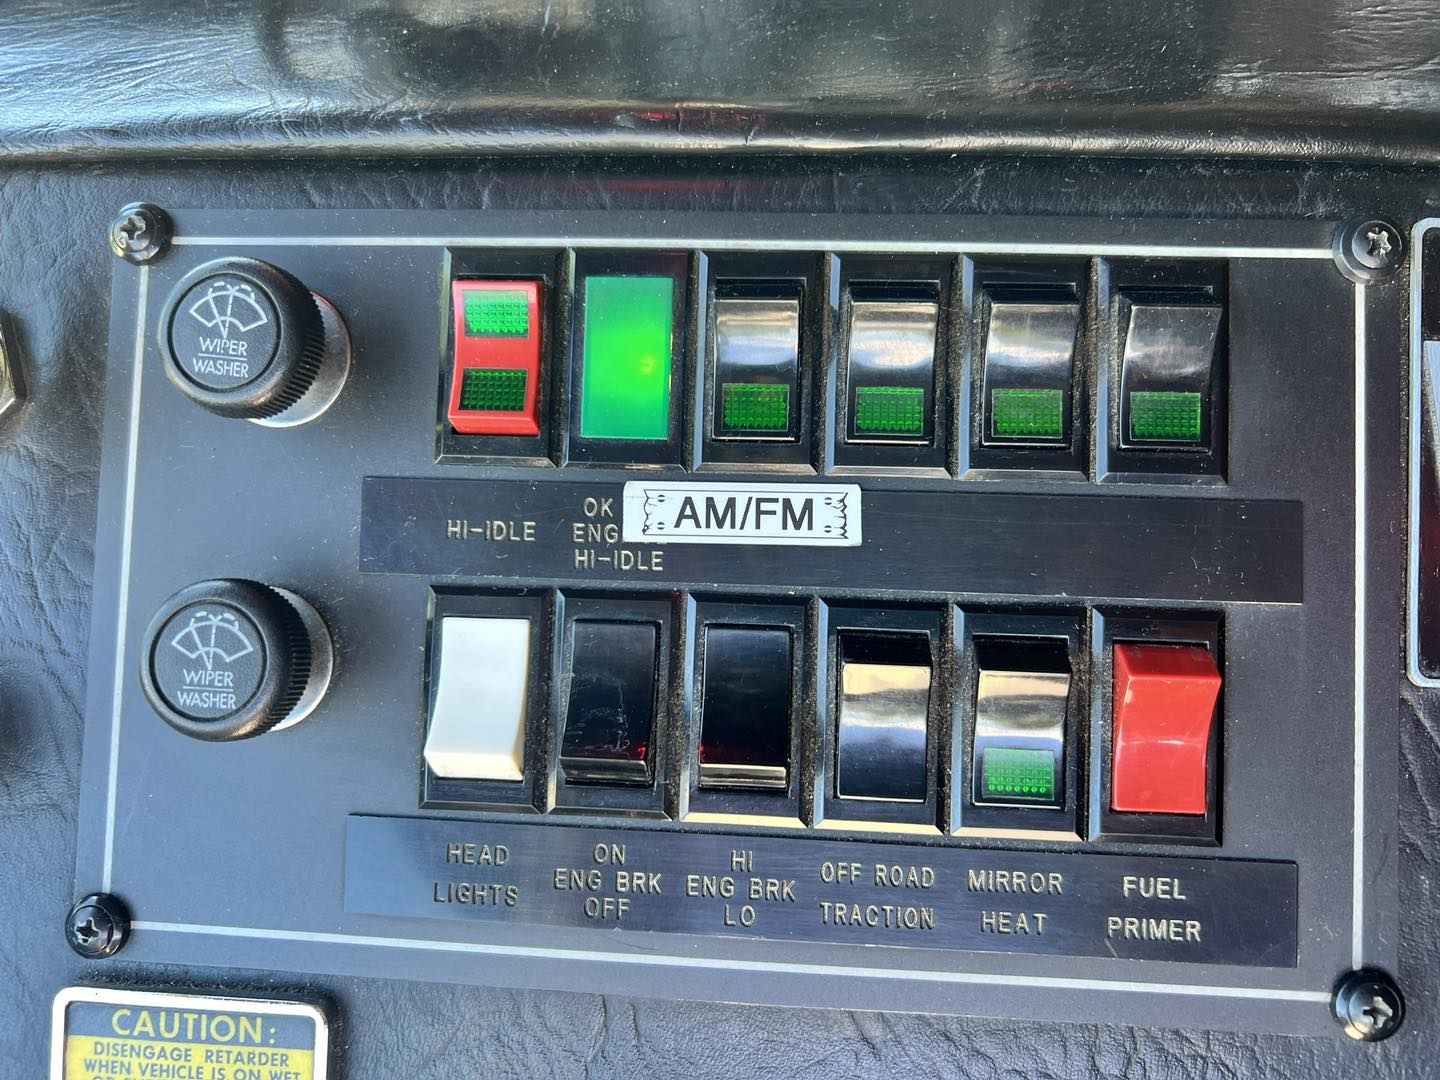 WIPER
WASHER
HI-IDLE
OK
ENG
HI-IDLE
AM/FM
WIPER
WASHER
HEAD
LIGHTS
ON
ENG BRK
OFF
HI
ENG BRK
LO
OFF ROAD
TRACTION
MIRROR
HEAT
FUEL
PRIMER
CAUTION:
DISENGAGE RETARDER
WHEN VEHICLE IS ON WET